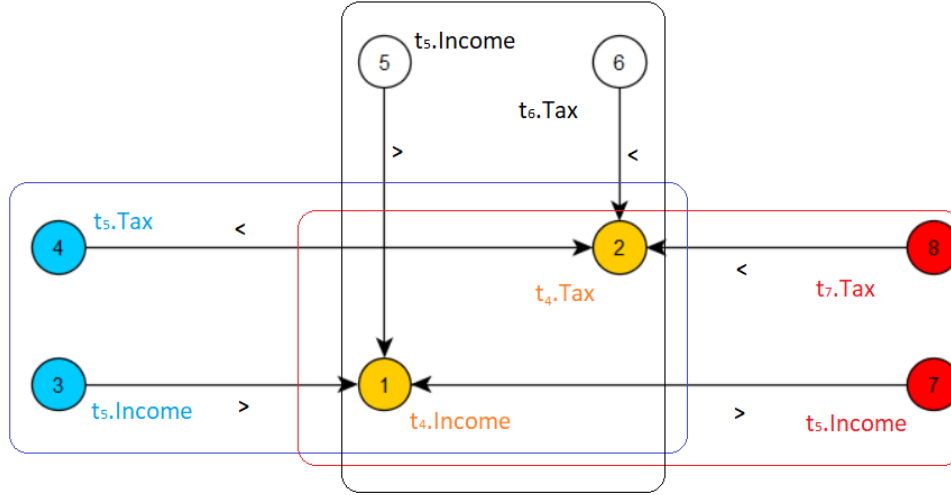 5 t₅.Income 6
t₆.Tax
> <
t₅.Tax <
4 2 8
< t₄.Tax t₇.Tax
3 1 7
t₅.Income > t₄.Income > t₅.Income